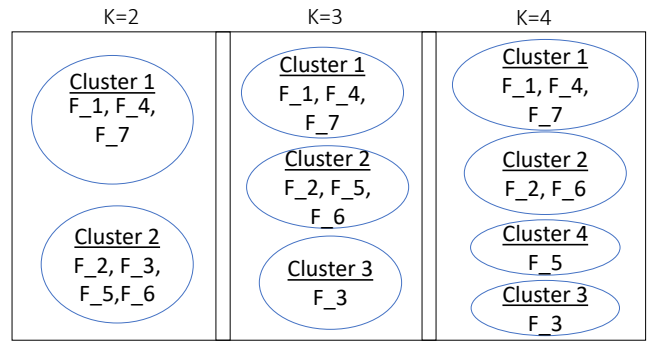 K=2
K=3
K=4
Cluster 1
F_1, F_4,
F_7
Cluster 2
F_2, F_3,
F_5,F_6
Cluster 1
F_1, F_4,
F_7
Cluster 2
F_2, F_5,
F_6
Cluster 3
F_3
Cluster 1
F_1, F_4,
F_7
Cluster 2
F_2, F_6
Cluster 4
F_5
Cluster 3
F_3